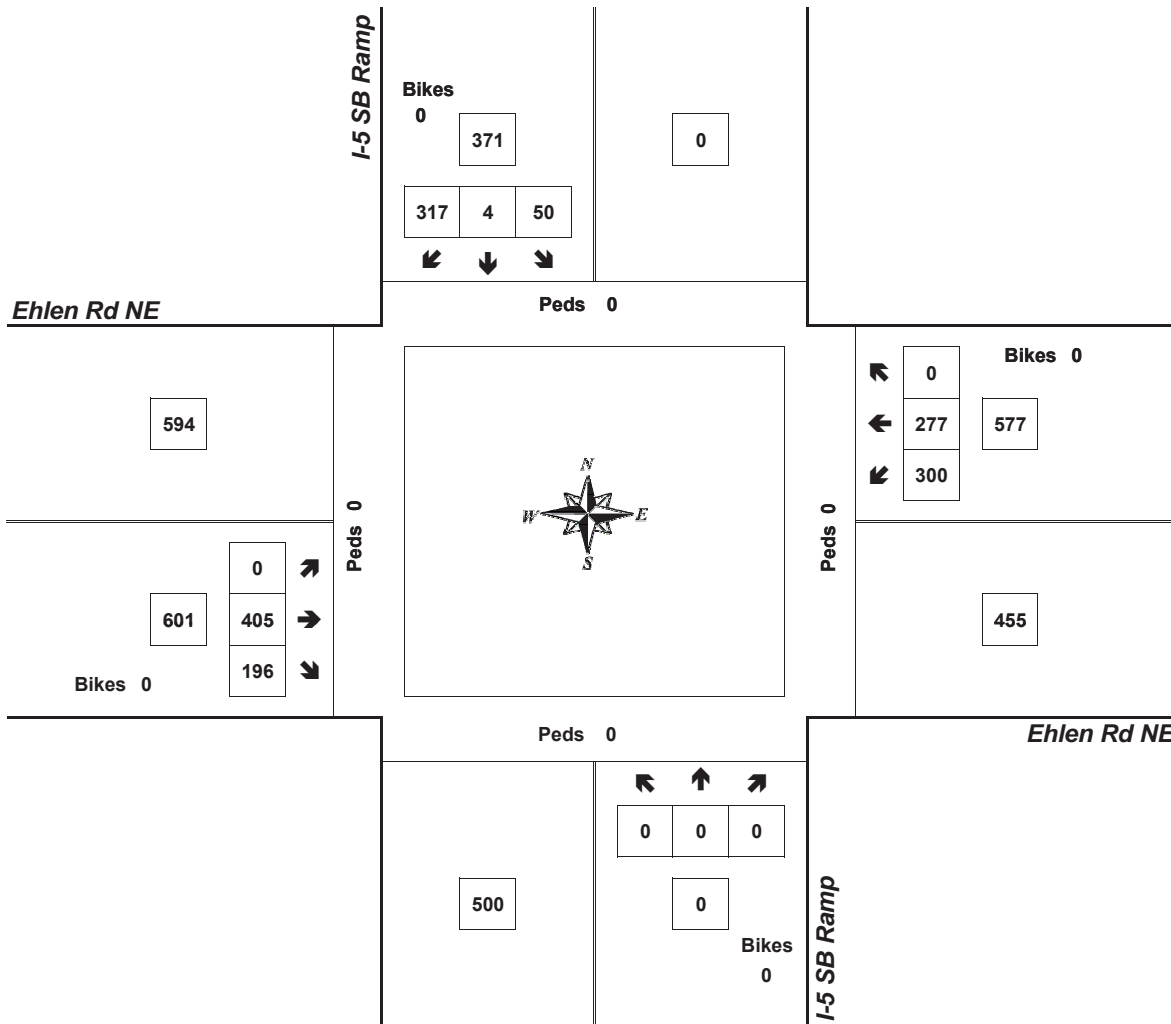 I-5 SB Ramp
Bikes
0
371
0
317 4 50
Peds 0
Ehlen Rd NE
Bikes 0
0
277
300
577
594
Peds 0
N
W E
S
Peds 0
0
405
196
601
Bikes 0
455
Ehlen Rd NE
Peds 0
0 0 0
500
0
Bikes
0
I-5 SB Ramp